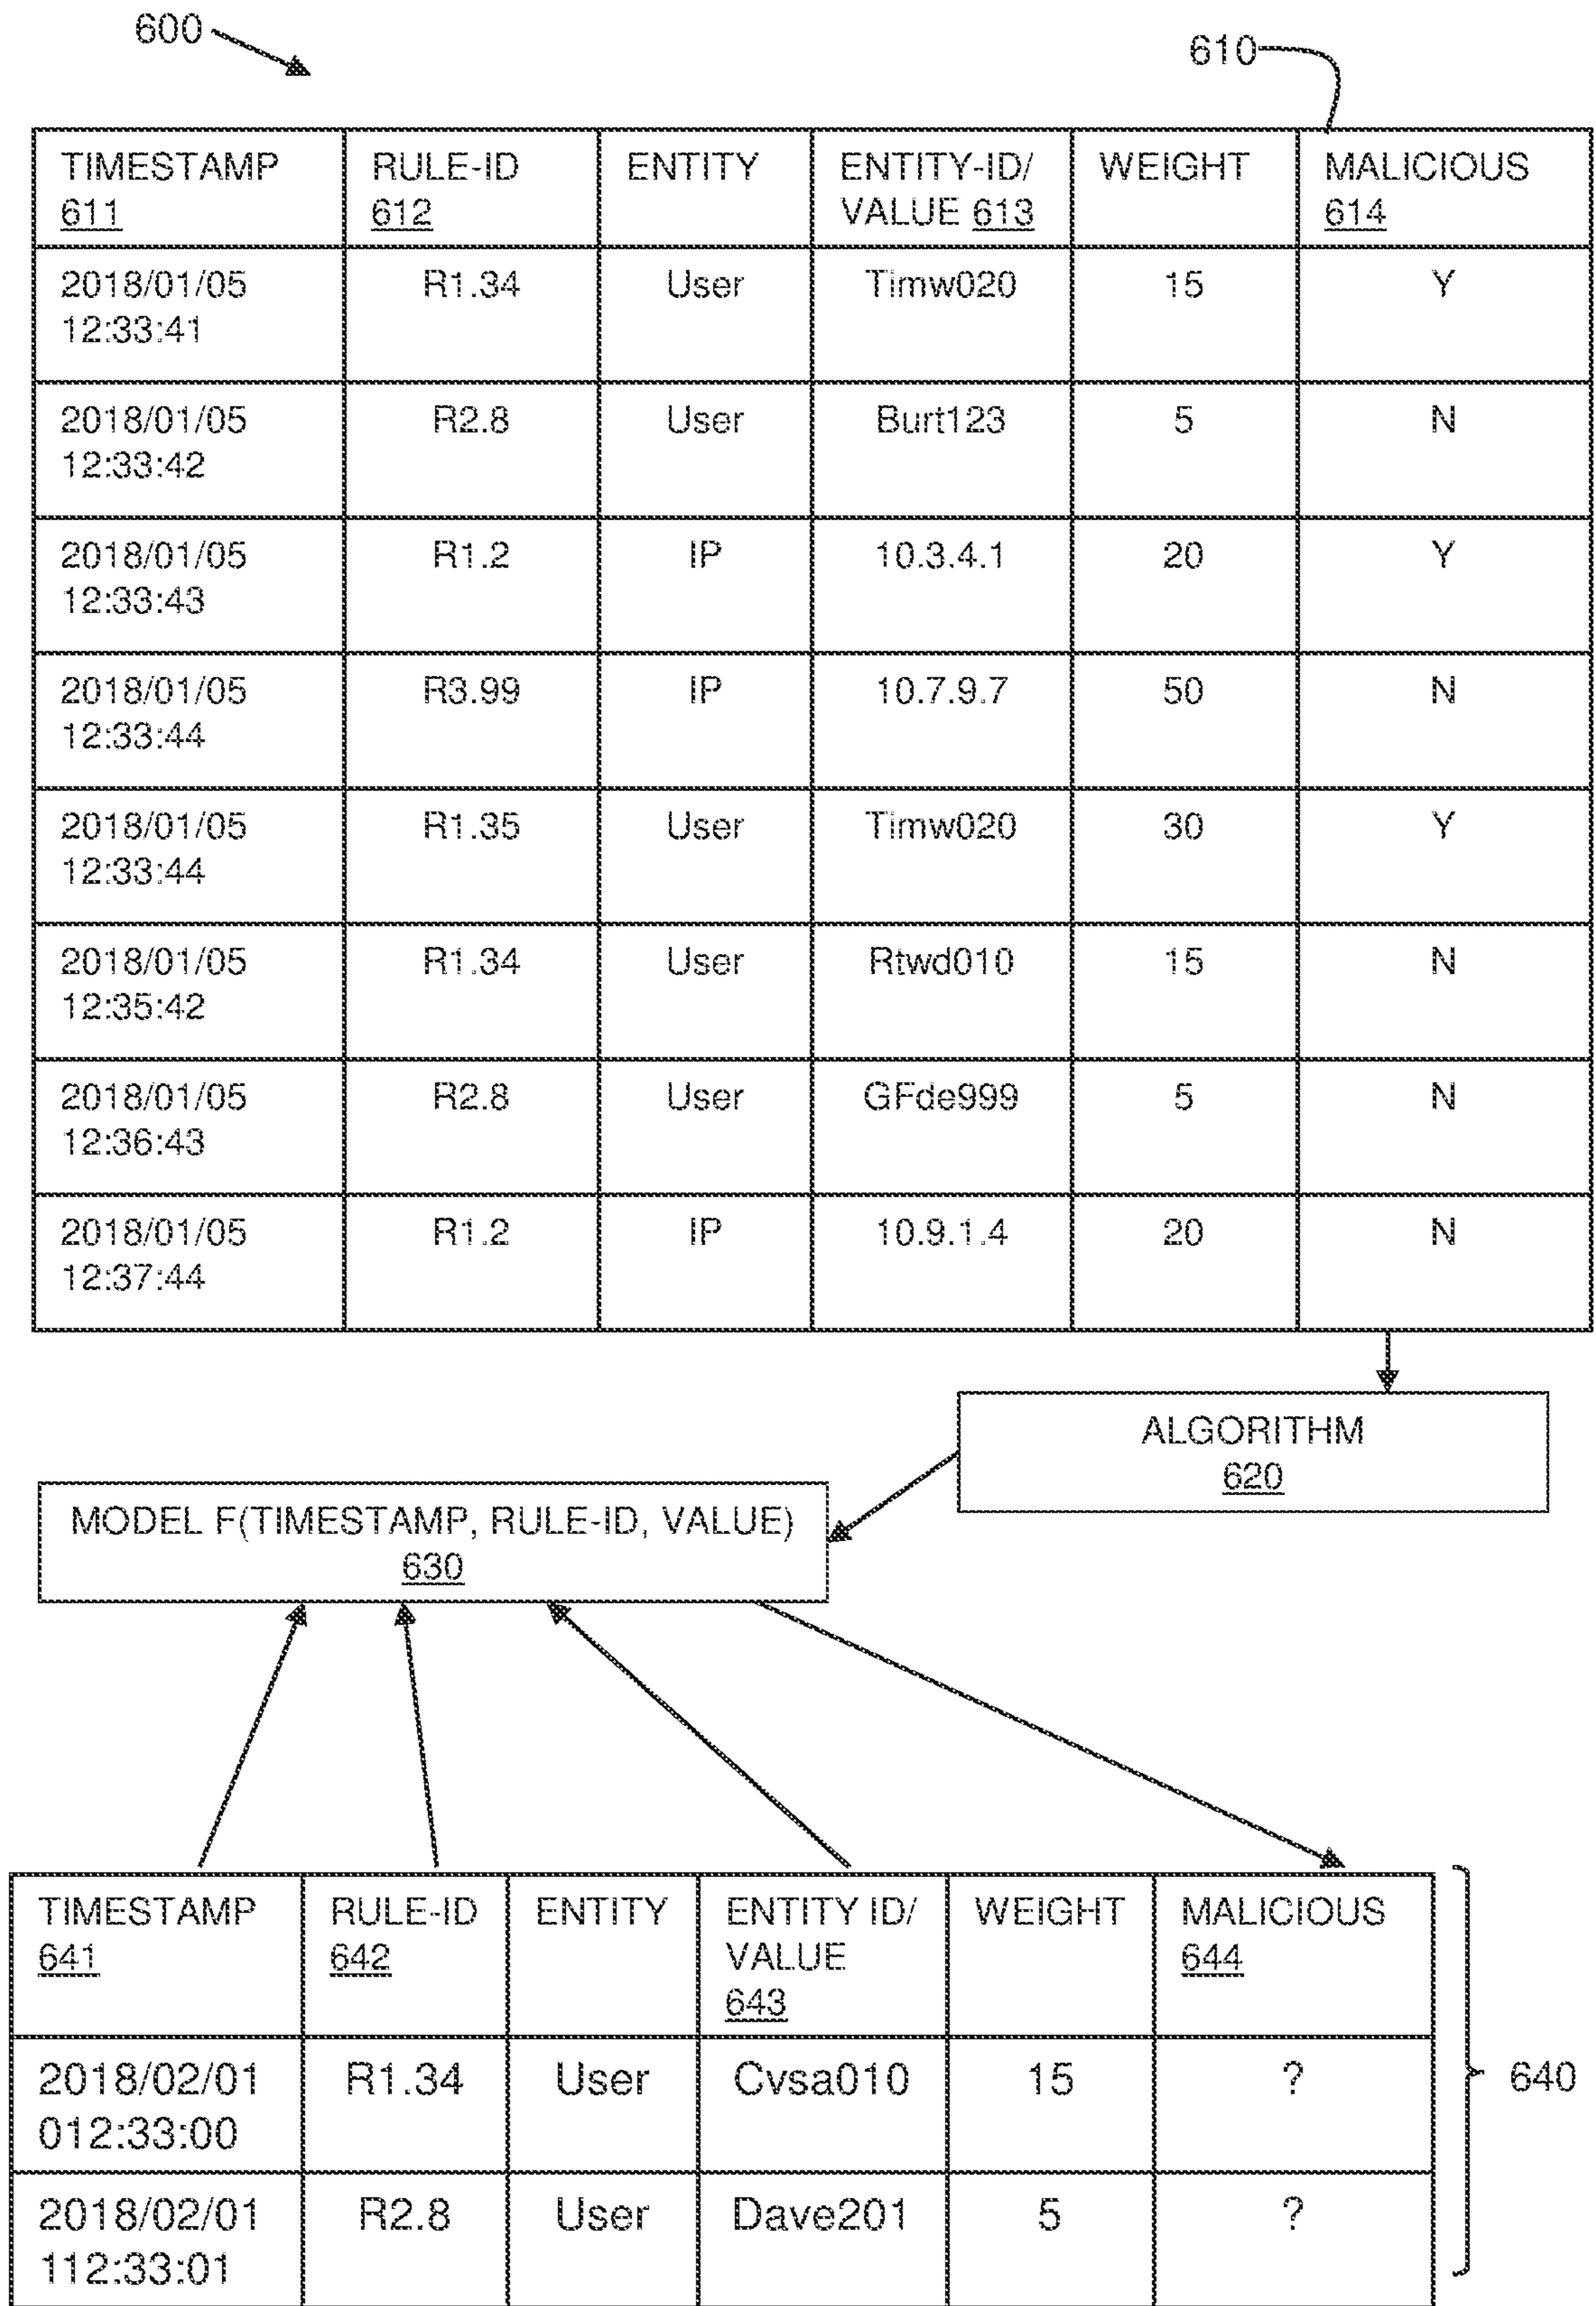 600
610
TIMESTAMP RULE-ID ENTITY ENTITY-ID/ WEIGHT MALICIOUS
611 612 VALUE 613 614
2018/01/05 R1.34 User Timw020 15 Y
12:33:41
2018/01/05 R2.8 User Burt123 5 N
12:33:42
2018/01/05 R1.2 IP 10.3.4.1 20 Y
12:33:43
2018/01/05 R3.99 IP 10.7.9.7 50 N
12:33:44
2018/01/05 R1.35 User Timw020 30 Y
12:33:44
2018/01/05 R1.34 User Rtwd010 15 N
12:35:42
2018/01/05 R2.8 User GFde999 5 N
12:36:43
2018/01/05 R1.2 IP 10.9.1.4 20 N
12:37:44
ALGORITHM
620
MODEL F(TIMESTAMP, RULE-ID, VALUE)
630
TIMESTAMP RULE-ID ENTITY ENTITY ID/ WEIGHT MALICIOUS
641 642 VALUE 644
643
2018/02/01 R1.34 User Cvsa010 15 ?
012:33:00
640
2018/02/01 R2.8 User Dave201 5 ?
112:33:01